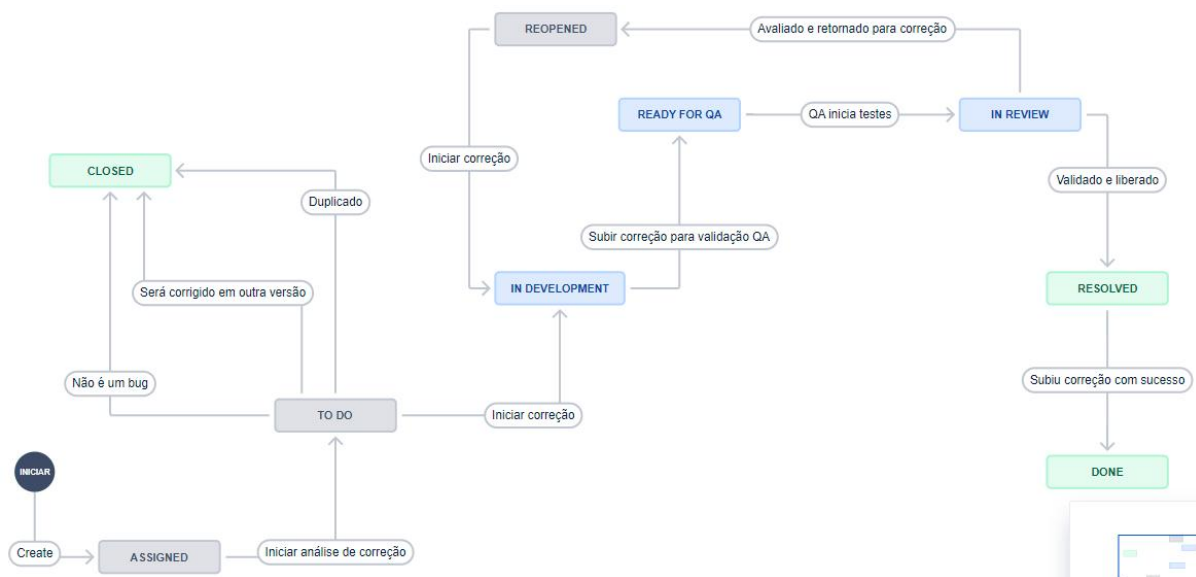 REOPENED
Avaliado e retornado para correção
READY FOR QA
QA inicia testes
IN REVIEW
Iniciar correção
CLOSED
Validado e liberado
Duplicado
Subir correção para validação QA
IN DEVELOPMENT
RESOLVED
Será corrigido em outra versão
Não é um bug
Subiu correção com sucesso
TO DO
Iniciar correção
INICIAR
DONE
Create
ASSIGNED
Iniciar análise de correção